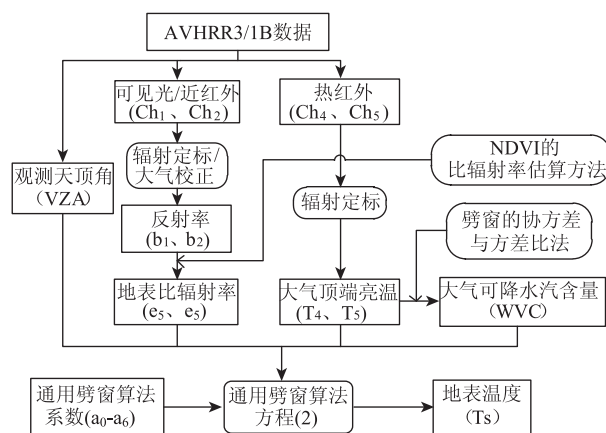 AVHRR3/1B数据
可见光/近红外
(Ch₁、Ch₂)
热红外
(Ch₄、Ch₅)
辐射定标/
大气校正
NDVI的
比辐射率估算方法
观测天顶角
(VZA)
辐射定标
反射率
(b₁、b₂)
劈窗的协方差
与方差比法
地表比辐射率
(e₅、e₅)
大气顶端亮温
(T₄、T₅)
大气可降水汽含量
(WVC)
通用劈窗算法
系数(a₀-a₆)
通用劈窗算法
方程(2)
地表温度
(Ts)